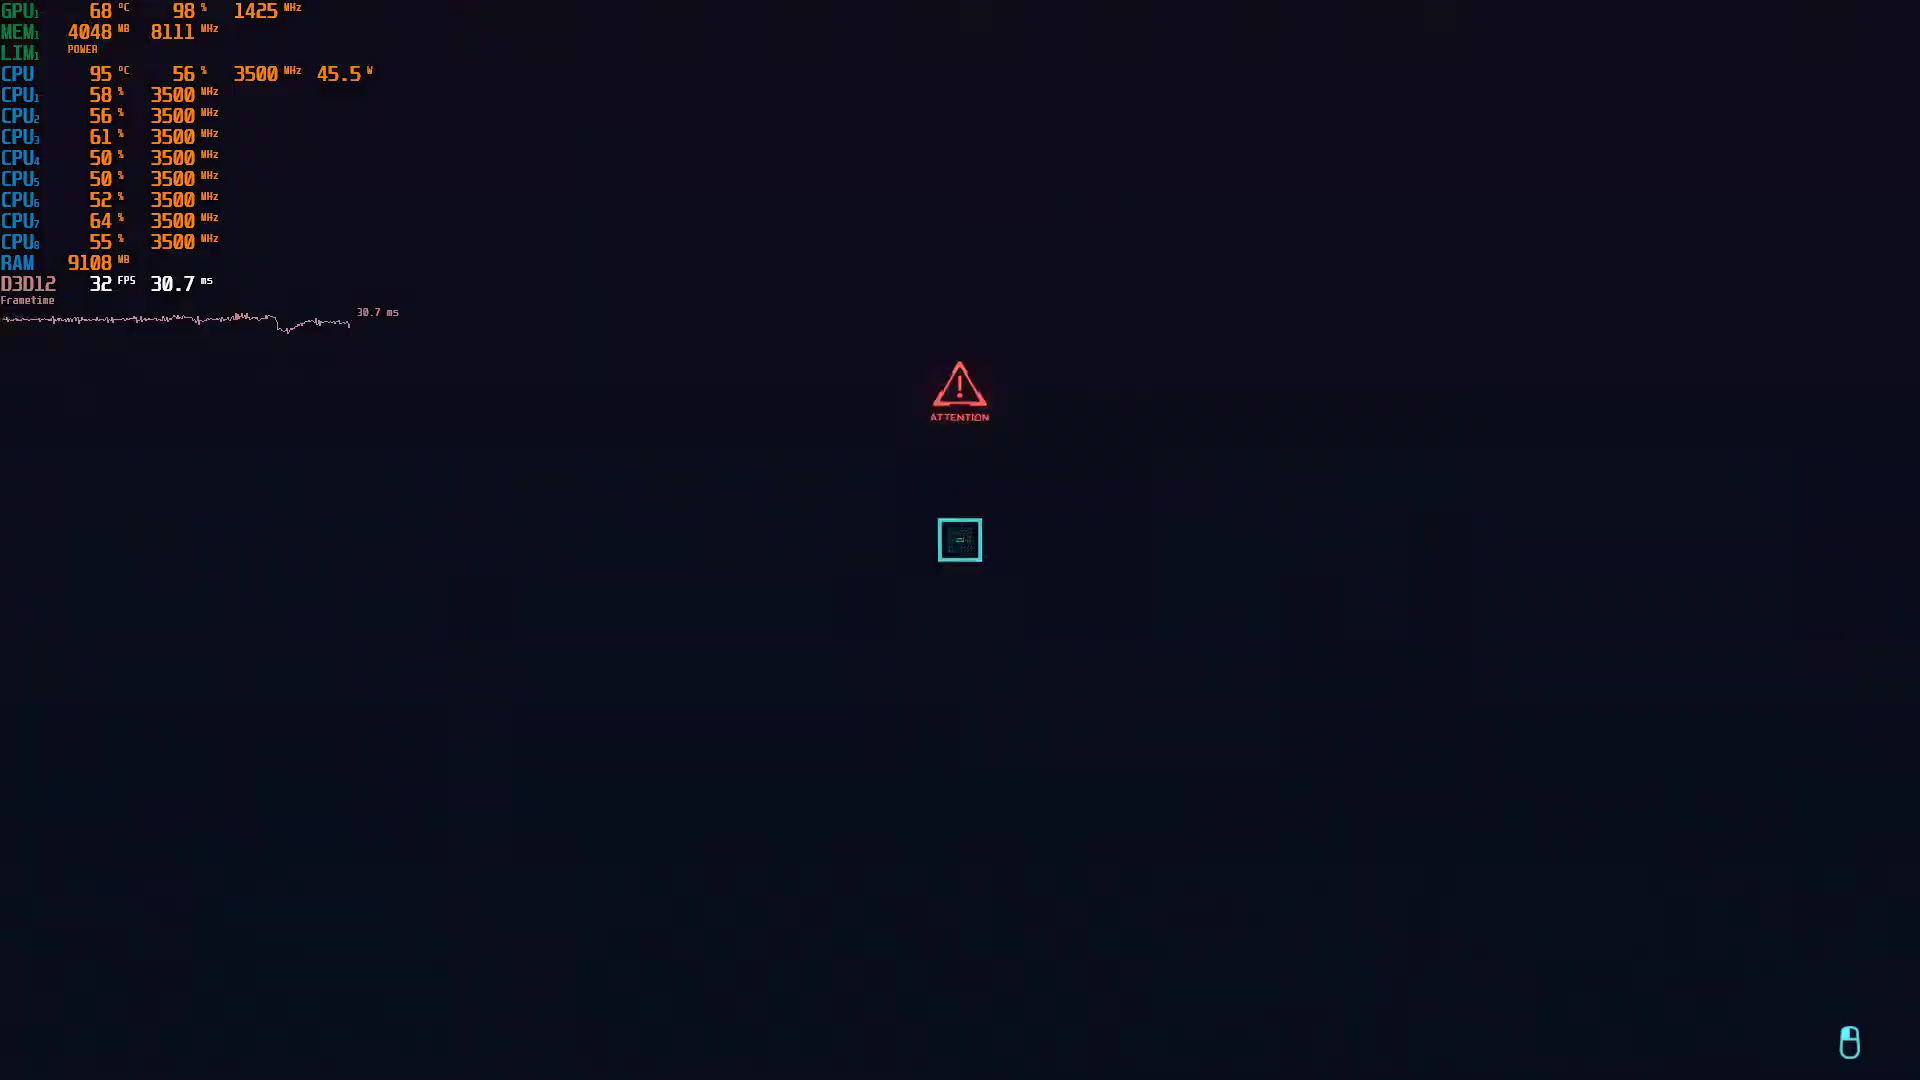 GPU1 68 °C 98 % 1425 MHz
MEM1 4048 MB 8111 MHz
LIM1 POWER
CPU 95 °C 56 % 3500 MHz 45.5 W
CPU1 58 % 3500 MHz
CPU2 56 % 3500 MHz
CPU3 61 % 3500 MHz
CPU4 50 % 3500 MHz
CPU5 50 % 3500 MHz
CPU6 52 % 3500 MHz
CPU7 64 % 3500 MHz
CPU8 55 % 3500 MHz
RAM 9108 MB
D3D12 32 FPS 30.7 ms
Frametime
30.7 ms
ATTENTION